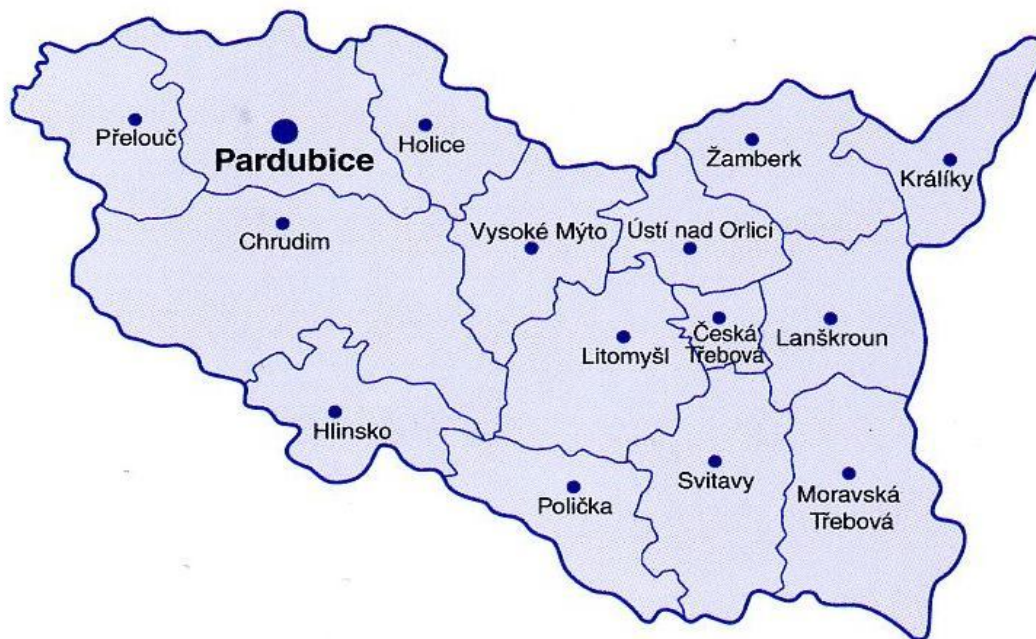 Přelouč
Pardubice
Holice
Žamberk
Králíky
Chrudim
Vysoké Mýto
Ústí nad Orlicí
Litomyšl
Česká
Třebová
Lanškroun
Hlinsko
Polička
Svitavy
Moravská
Třebová